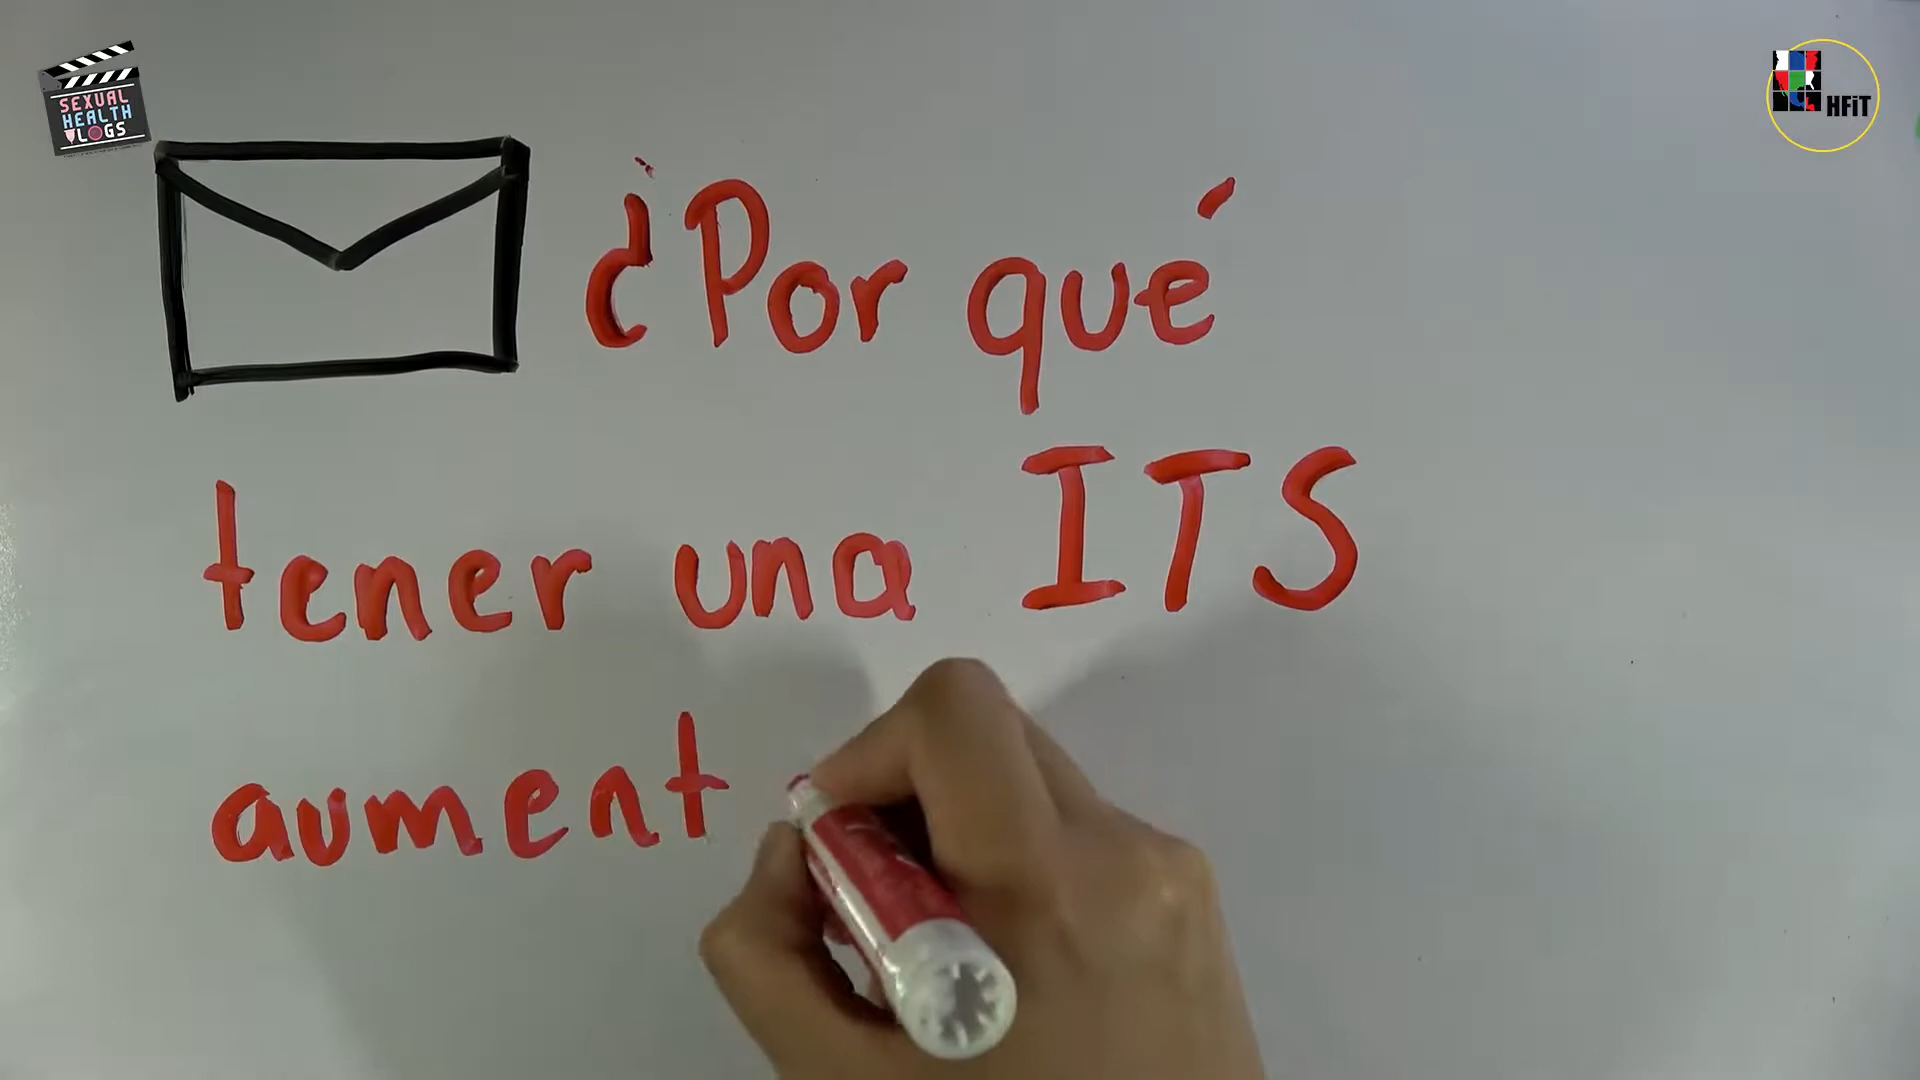 SEXUAL
HEALTH
VLOGS
HFiT
¿Por qué
tener una ITS
aument